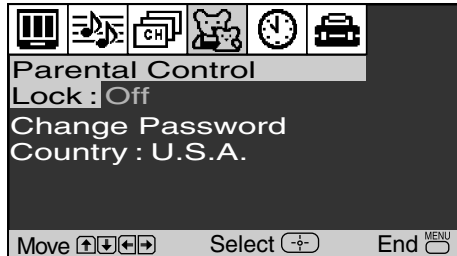 CH
Parental Control
Lock : Off
Change Password
Country : U.S.A.
Move Select End MENU